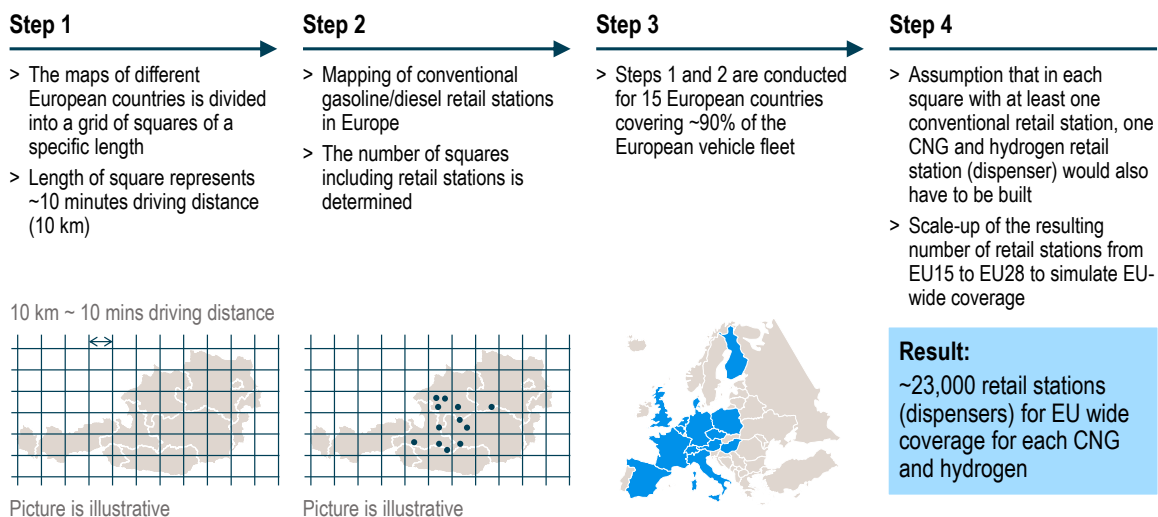 Step 1
> The maps of different
European countries is divided
into a grid of squares of a
specific length
> Length of square represents
~10 minutes driving distance
(10 km)
10 km ~ 10 mins driving distance
Picture is illustrative
Step 2
> Mapping of conventional
gasoline/diesel retail stations
in Europe
> The number of squares
including retail stations is
determined
Picture is illustrative
Step 3
> Steps 1 and 2 are conducted
for 15 European countries
covering ~90% of the
European vehicle fleet
Step 4
> Assumption that in each
square with at least one
conventional retail station, one
CNG and hydrogen retail
station (dispenser) would also
have to be built
> Scale-up of the resulting
number of retail stations from
EU15 to EU28 to simulate EU-
wide coverage
Result:
~23,000 retail stations
(dispensers) for EU wide
coverage for each CNG
and hydrogen